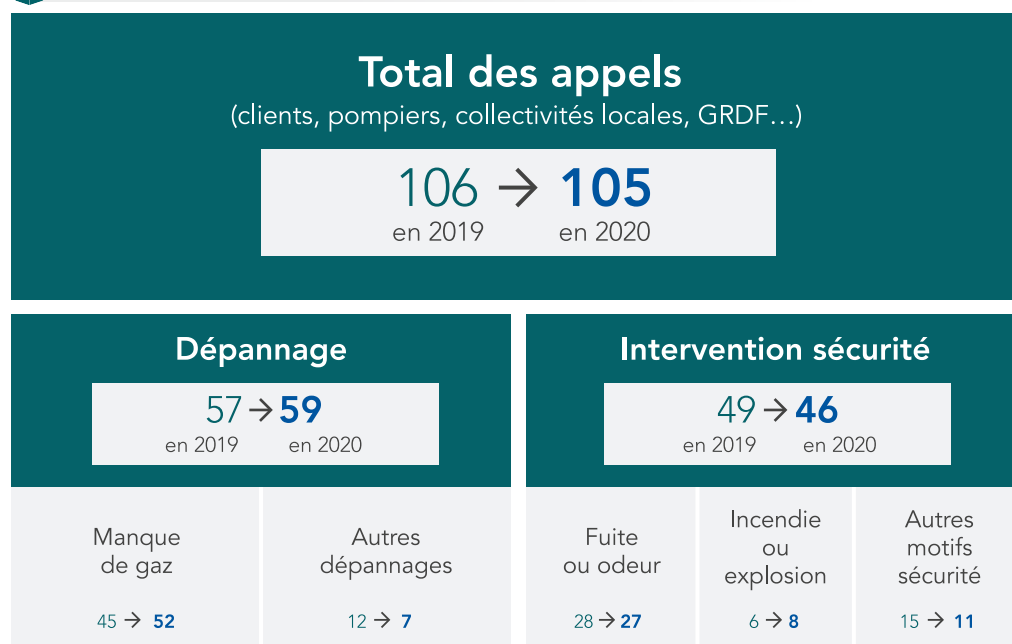 Total des appels
(clients, pompiers, collectivités locales, GRDF...)
106 → 105
en 2019 en 2020
Dépannage
57 → 59
en 2019 en 2020
Manque
de gaz
45 → 52
Autres
dépannages
12 → 7
Intervention sécurité
49 → 46
en 2019 en 2020
Fuite
ou odeur
28 → 27
Incendie
ou
explosion
6 → 8
Autres
motifs
sécurité
15 → 11